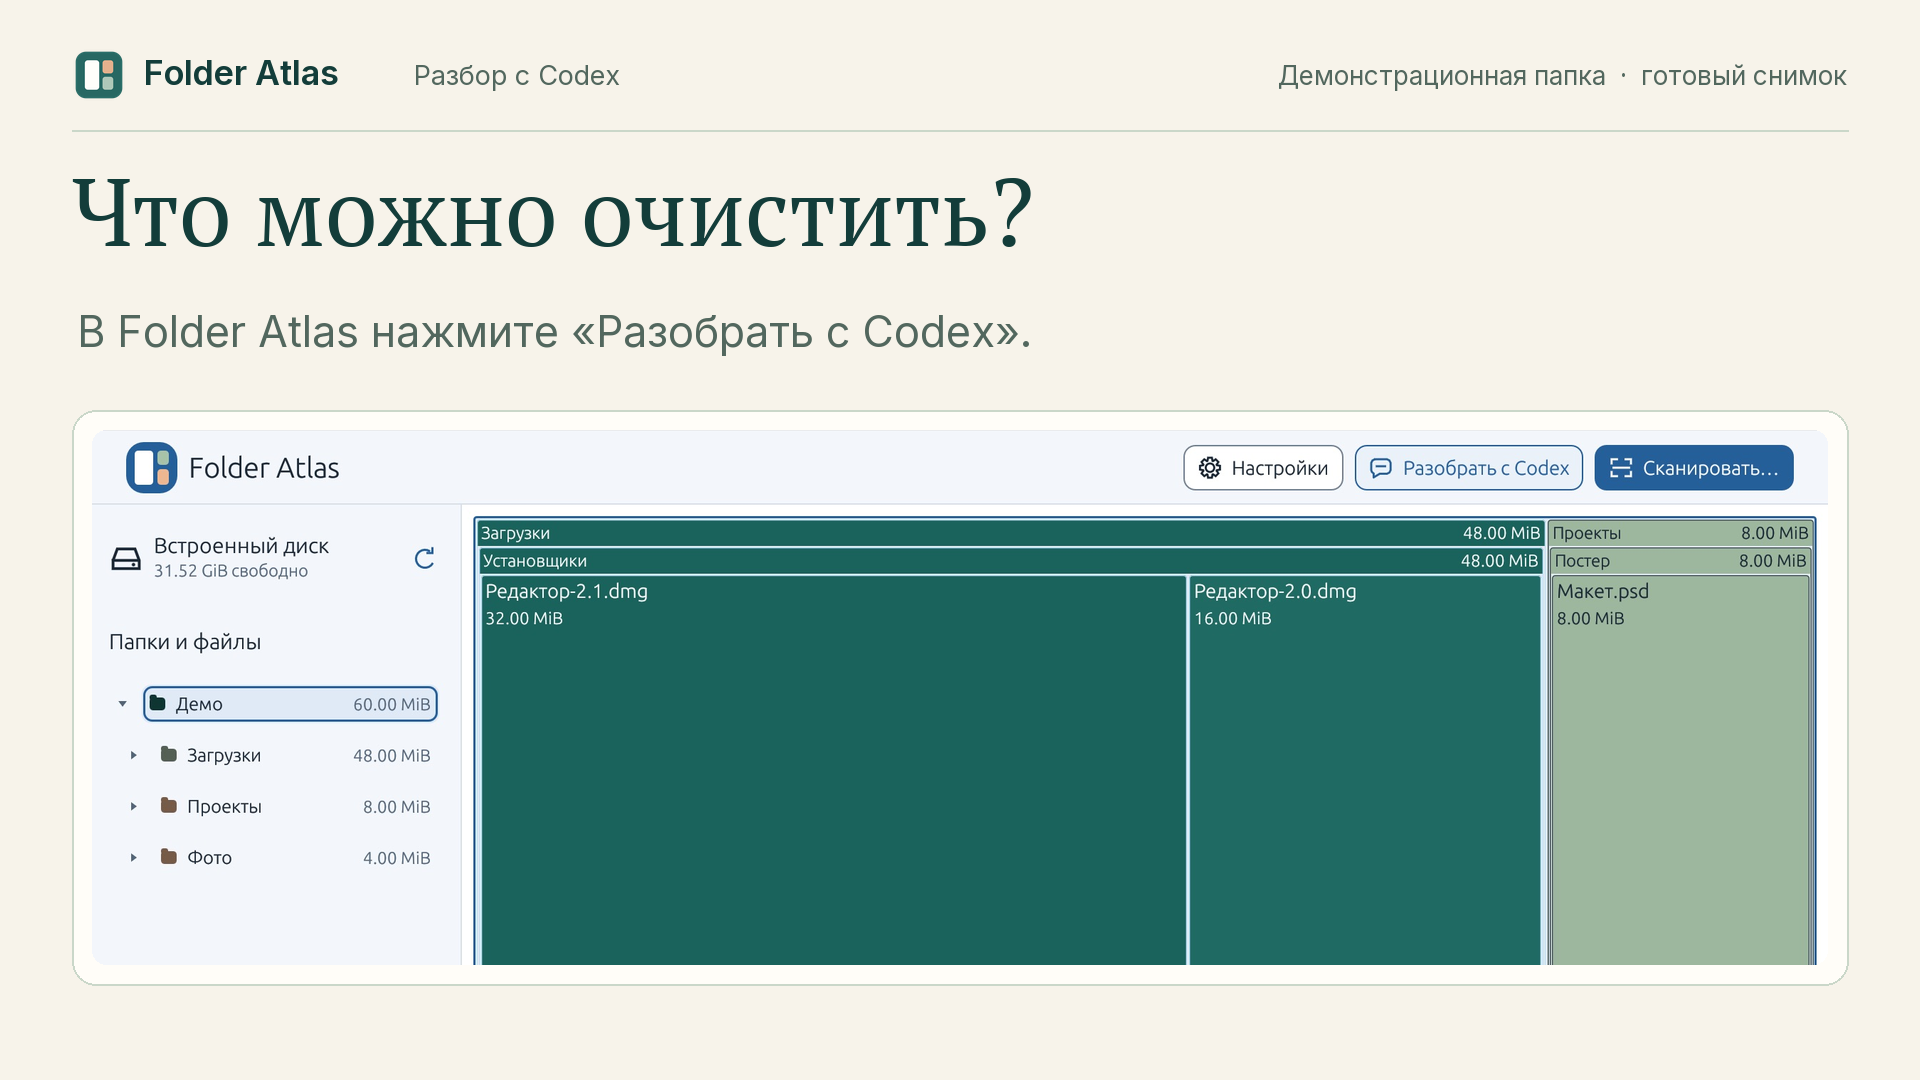 Folder Atlas
Разбор с Codex
Демонстрационная папка · готовый снимок
Что можно очистить?
В Folder Atlas нажмите «Разобрать с Codex».
Folder Atlas
Настройки
Разобрать с Codex
Сканировать…
Встроенный диск
31.52 GiB свободно
Папки и файлы
Демо 60.00 MiB
Загрузки 48.00 MiB
Проекты 8.00 MiB
Фото 4.00 MiB
Загрузки 48.00 MiB
Установщики 48.00 MiB
Редактор-2.1.dmg
32.00 MiB
Редактор-2.0.dmg
16.00 MiB
Проекты 8.00 MiB
Постер 8.00 MiB
Макет.psd
8.00 MiB